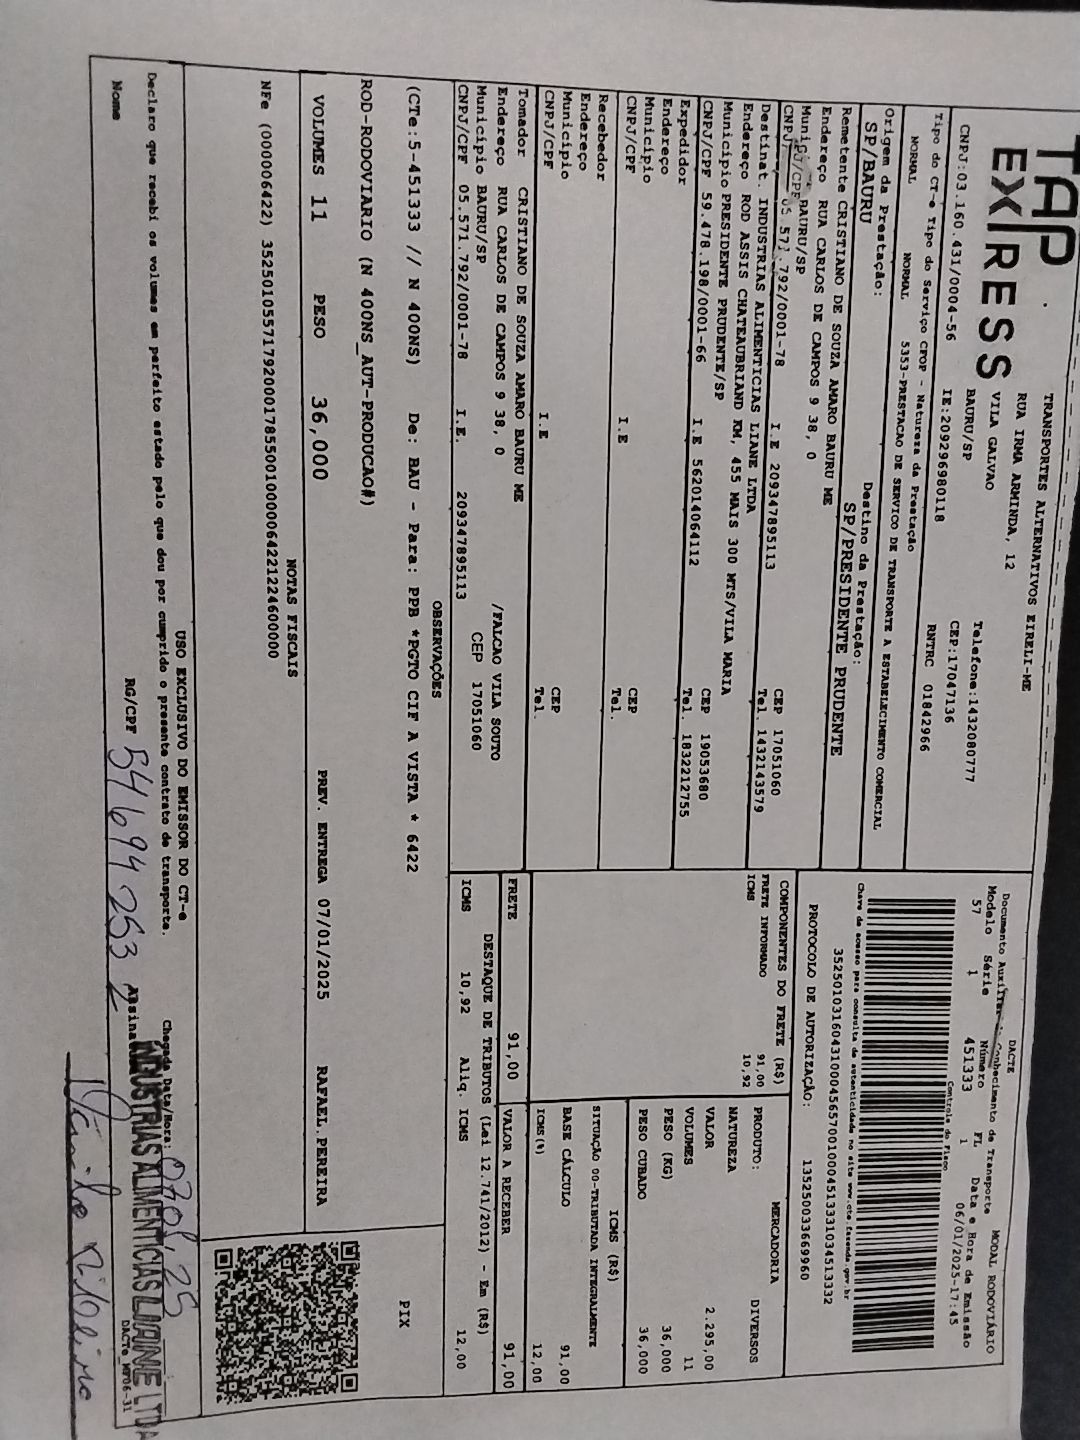 TAP
EXPRESS
TRANSPORTES ALTERNATIVOS EIRELI-ME
RUA IRMA ARMINDA, 12
VILA GALVAO
BAURU/SP
Telefone:1432080777
CEP:17047136
CNPJ:03.160.431/0004-56
IE:209296980118
RNTRC 01842966
Tipo do CT-e Tipo do Serviço CFOP - Natureza da Prestação
NORMAL NORMAL 5353-PRESTACAO DE SERVICO DE TRANSPORTE A ESTABELECIMENTO COMERCIAL
Origem da Prestação: Destino da Prestação:
SP/BAURU SP/PRESIDENTE PRUDENTE
DACTE
Documento Auxiliar do Conhecimento de Transporte
MODAL RODOVIÁRIO
Modelo Série Número FL Data e Hora de Emissão
57 1 451333 1 06/01/2025-17:45
Controle do Fisco
Chave de acesso para consulta de autenticidade no site www.cte.fazenda.gov.br
PROTOCOLO DE AUTORIZAÇÃO: 135250033669960
Remetente CRISTIANO DE SOUZA AMARO BAURU ME
Endereço RUA CARLOS DE CAMPOS 9 38, 0
BAURU/SP CEP 17051060
CNPJ/CPF 05.571.792/0001-78 I.E 209347895113 Tel. 1432143579
Destinat. INDUSTRIAS ALIMENTICIAS LIANE LTDA
Endereço ROD ASSIS CHATEAUBRIAND KM, 455 MAIS 300 MTS/VILA MARIA
Município PRESIDENTE PRUDENTE/SP CEP 19053680
CNPJ/CPF 59.478.198/0001-66 I.E 562014064112 Tel. 1832212755
Expedidor
Endereço
Município CEP
CNPJ/CPF I.E Tel.
Recebedor
Endereço
Município CEP
CNPJ/CPF I.E Tel.
Tomador CRISTIANO DE SOUZA AMARO BAURU ME
Endereço RUA CARLOS DE CAMPOS 9 38, 0 /FALCAO VILA SOUTO
Município BAURU/SP CEP 17051060
CNPJ/CPF 05.571.792/0001-78 I.E. 209347895113
COMPONENTES DO FRETE (R$)
FRETE INFORMADO 91,00
ICMS 10,92
MERCADORIA
PRODUTO: DIVERSOS
NATUREZA
VALOR 2.295,00
VOLUMES 11
PESO (KG) 36,000
PESO CUBADO 36,000
ICMS (R$)
SITUAÇÃO 00-TRIBUTADA INTEGRALMENTE
BASE CÁLCULO 91,00
ICMS(%) 12,00
FRETE 91,00 VALOR A RECEBER 91,00
DESTAQUE DE TRIBUTOS (Lei 12.741/2012) - Em (R$)
ICMS 10,92 Aliq. ICMS 12,00
OBSERVAÇÕES
(CTe:5-451333 // N 400NS) De: BAU - Para: PPB *PGTO CIF A VISTA * 6422
ROD-RODOVIARIO (N 400NS_AUT-PRODUCAO#)
PIX
VOLUMES 11 PESO 36,000 PREV. ENTREGA 07/01/2025 RAFAEL.PEREIRA
NOTAS FISCAIS
NFe (000006422)
USO EXCLUSIVO DO EMISSOR DO CT-e
Declaro que recebi os volumes em perfeito estado pelo que dou por cumprido o presente contrato de transporte.
Chegada Data/Hora:
Nome RG/CPF 54 694 253 2
INDUSTRIAS ALIMENTICIAS LIANE LTDA
DACTe_MT06-31